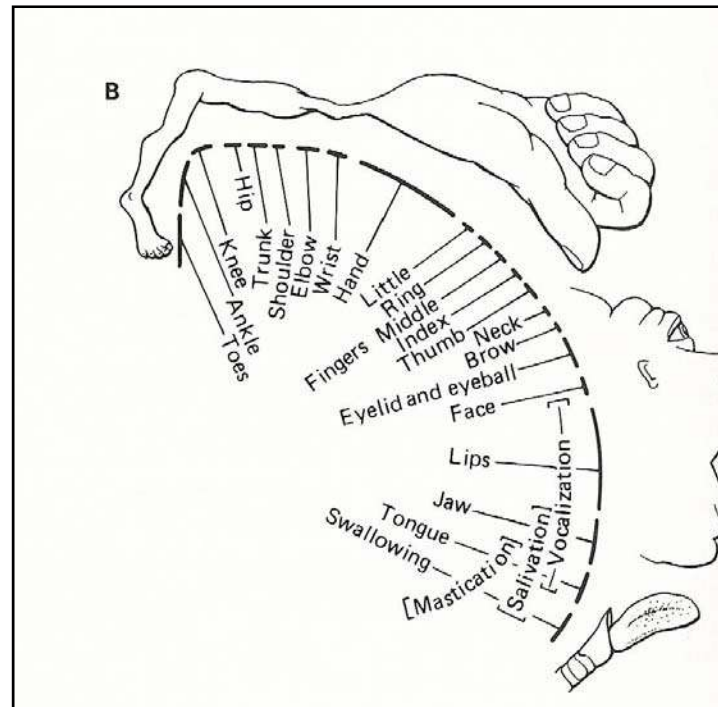 B
Toes
Ankle
Knee
Hip
Trunk
Shoulder
Elbow
Wrist
Hand
Little
Ring
Middle
Index
Thumb
Fingers
Neck
Brow
Eyelid and eyeball
Face
Lips
Jaw
Tongue
Swallowing
[Mastication]
[Salivation]
[Vocalization]